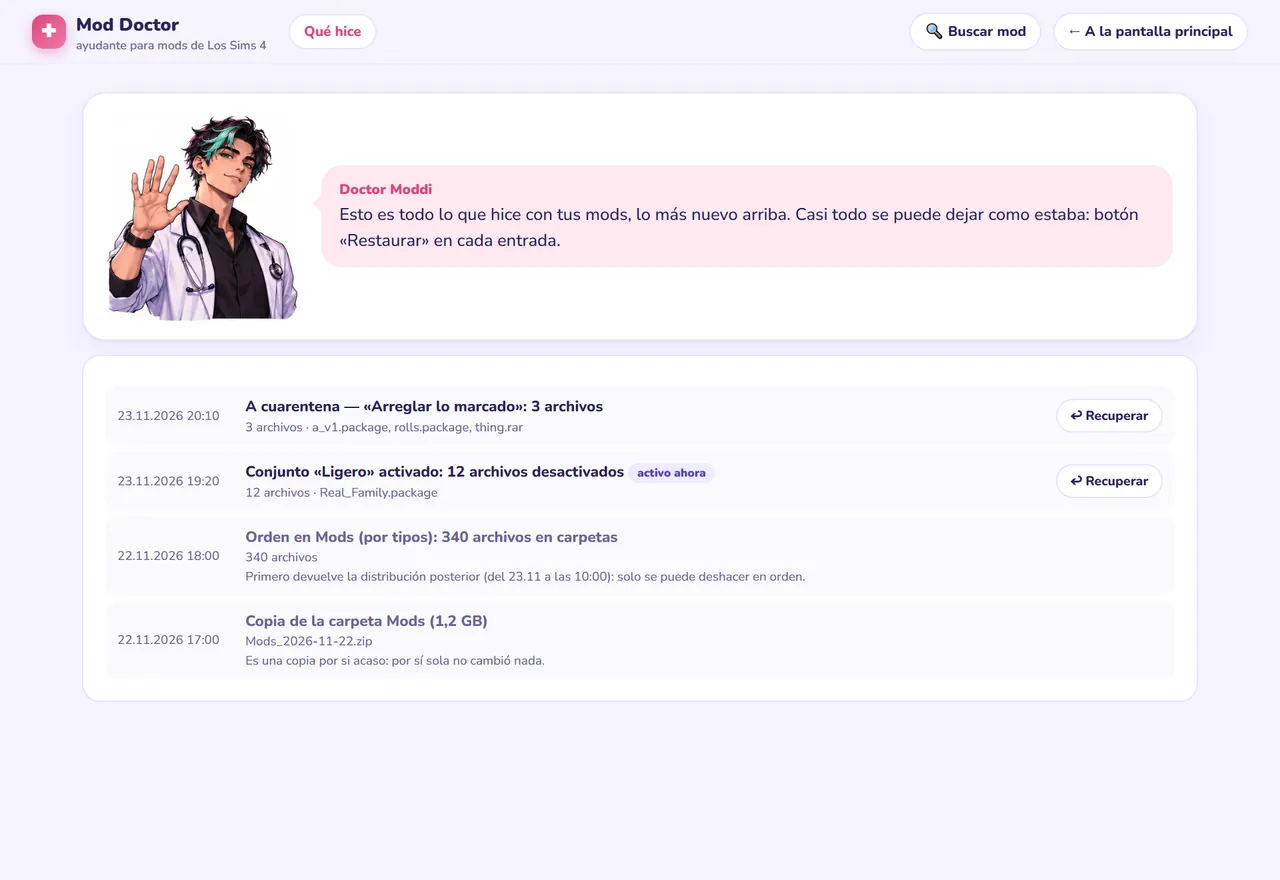 Mod Doctor
ayudante para mods de Los Sims 4
Qué hice
🔍 Buscar mod
← A la pantalla principal
Doctor Moddi
Esto es todo lo que hice con tus mods, lo más nuevo arriba. Casi todo se puede dejar como estaba: botón
«Restaurar» en cada entrada.
23.11.2026 20:10
A cuarentena — «Arreglar lo marcado»: 3 archivos
3 archivos · a_v1.package, rolls.package, thing.rar
↩ Recuperar
23.11.2026 19:20
Conjunto «Ligero» activado: 12 archivos desactivados activo ahora
12 archivos · Real_Family.package
↩ Recuperar
22.11.2026 18:00
Orden en Mods (por tipos): 340 archivos en carpetas
340 archivos
Primero devuelve la distribución posterior (del 23.11 a las 10:00): solo se puede deshacer en orden.
22.11.2026 17:00
Copia de la carpeta Mods (1,2 GB)
Mods_2026-11-22.zip
Es una copia por si acaso: por sí sola no cambió nada.